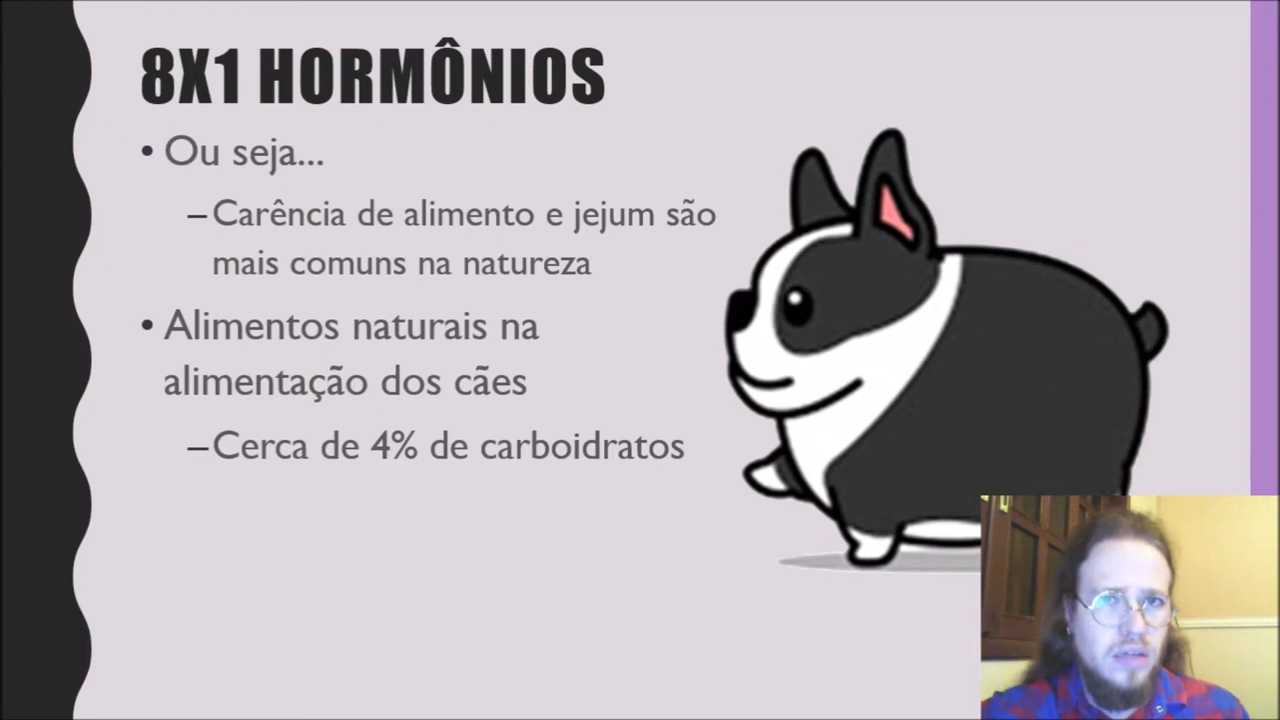 8X1 HORMÔNIOS
• Ou seja...
–Carência de alimento e jejum são
mais comuns na natureza
• Alimentos naturais na
alimentação dos cães
–Cerca de 4% de carboidratos